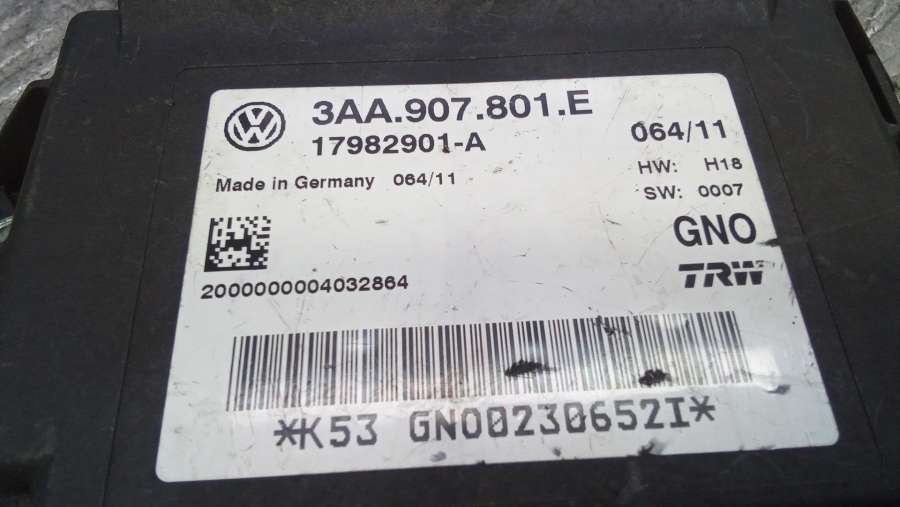 3AA.907.801.E
17982901-A
064/11
Made in Germany 064/11
HW: H18
SW: 0007
GNO
TRW
2000000004032864
*K53 GNO0230652I*